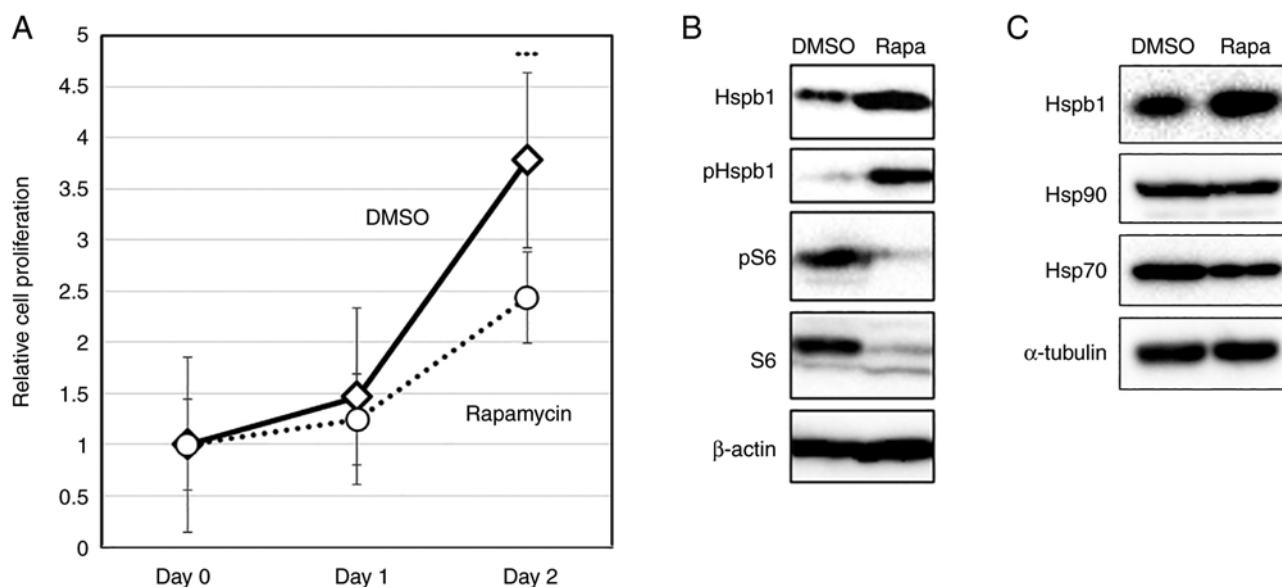 A
5
4.5
4
3.5
3
2.5
2
1.5
1
0.5
0
Relative cell proliferation
DMSO
Rapamycin
Day 0 Day 1 Day 2
B
DMSO Rapa
Hspb1
pHspb1
pS6
S6
β-actin
C
DMSO Rapa
Hspb1
Hsp90
Hsp70
α-tubulin